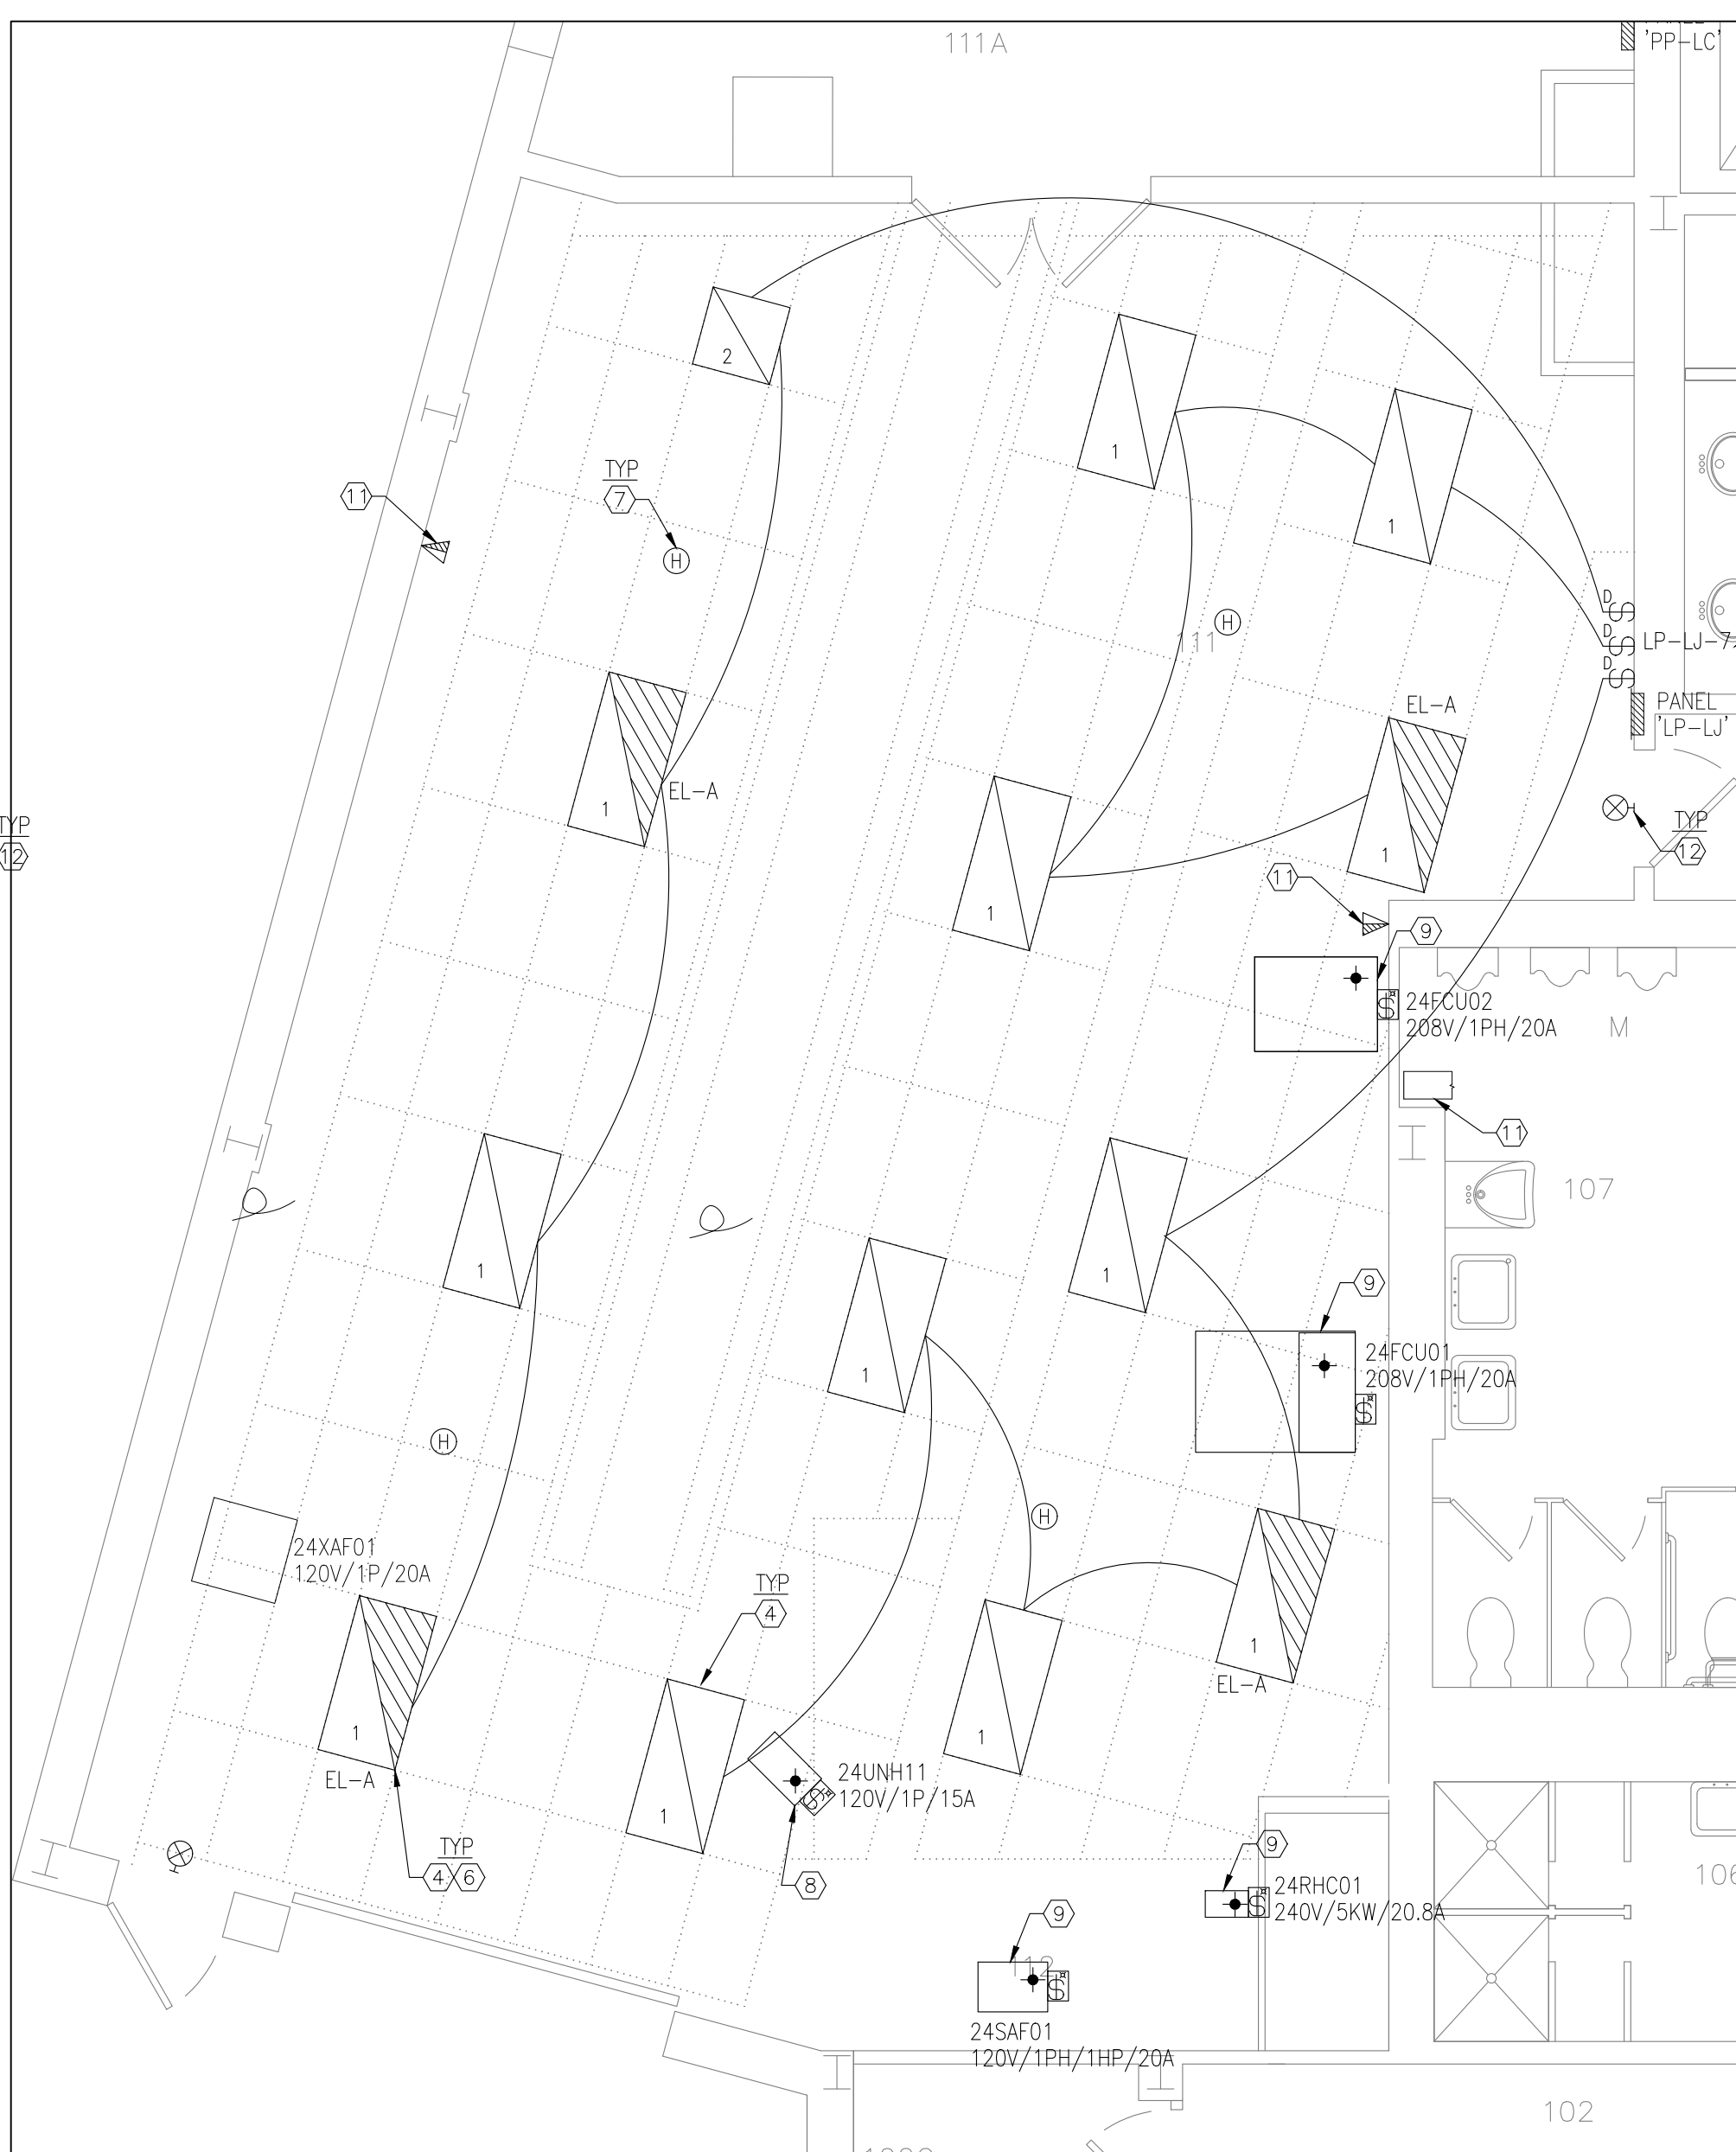 111A
'PP-LC'
2
1
1
TYP
7
11
H
H
111
D
S
D
S
D
S
LP-LJ-7
PANEL
'LP-LJ'
EL-A
1
EL-A
1
1
TYP
12
TYP
12
11
9
S
24FCU02
208V/1PH/20A
M
11
107
1
1
1
9
24FCU01
208V/1PH/20A
S
H
H
24XAF01
120V/1P/20A
TYP
4
1
EL-A
1
EL-A
1
1
24UNH11
120V/1P/15A
S
TYP
4
6
8
9
24RHC01
240V/5KW/20.8A
S
106
9
112
S
24SAF01
120V/1PH/1HP/20A
102